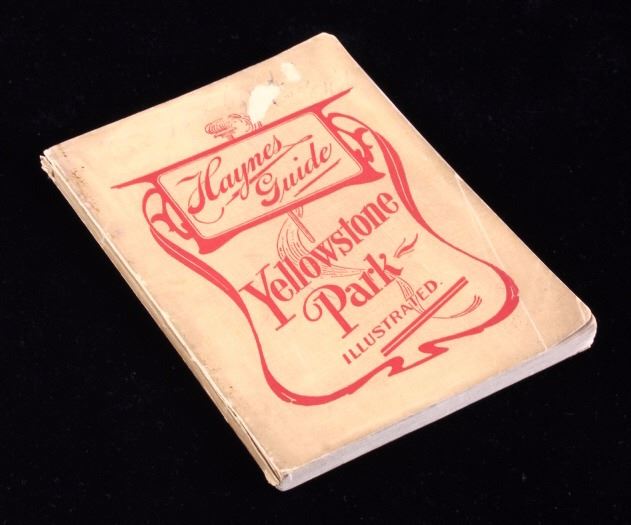 Haynes
Guide
Yellowstone
Park
ILLUSTRATED.